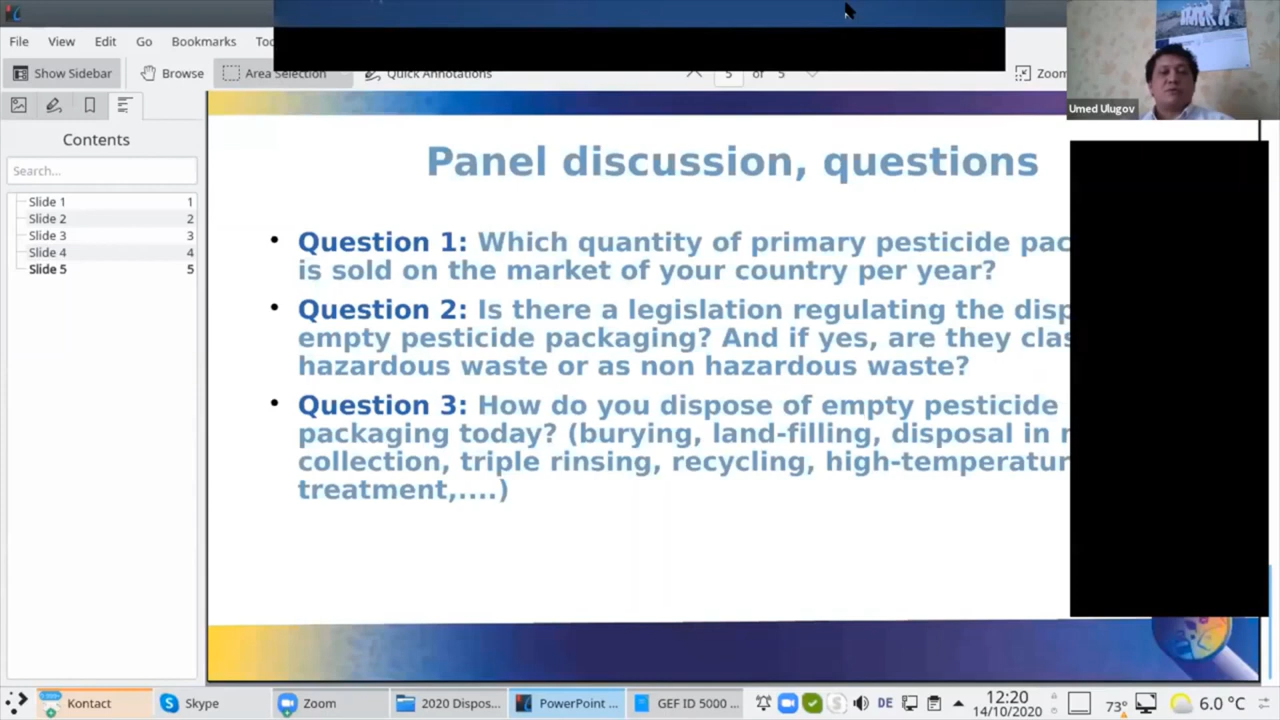 File View Edit Go Bookmarks
Show Sidebar Browse Area Selection Quick Annotations 5 of 5 Zoom
Umed Ulugov
Contents
Search...
Slide 1 1
Slide 2 2
Slide 3 3
Slide 4 4
Slide 5 5
Panel discussion, questions
• Question 1: Which quantity of primary pesticide pac
is sold on the market of your country per year?
• Question 2: Is there a legislation regulating the disp
empty pesticide packaging? And if yes, are they clas
hazardous waste or as non hazardous waste?
• Question 3: How do you dispose of empty pesticide
packaging today? (burying, land-filling, disposal in
collection, triple rinsing, recycling, high-temperatur
treatment,....)
Kontact Skype Zoom 2020 Dispos... PowerPoint ... GEF ID 5000 ... DE 12:20 73° 6.0 °C
14/10/2020